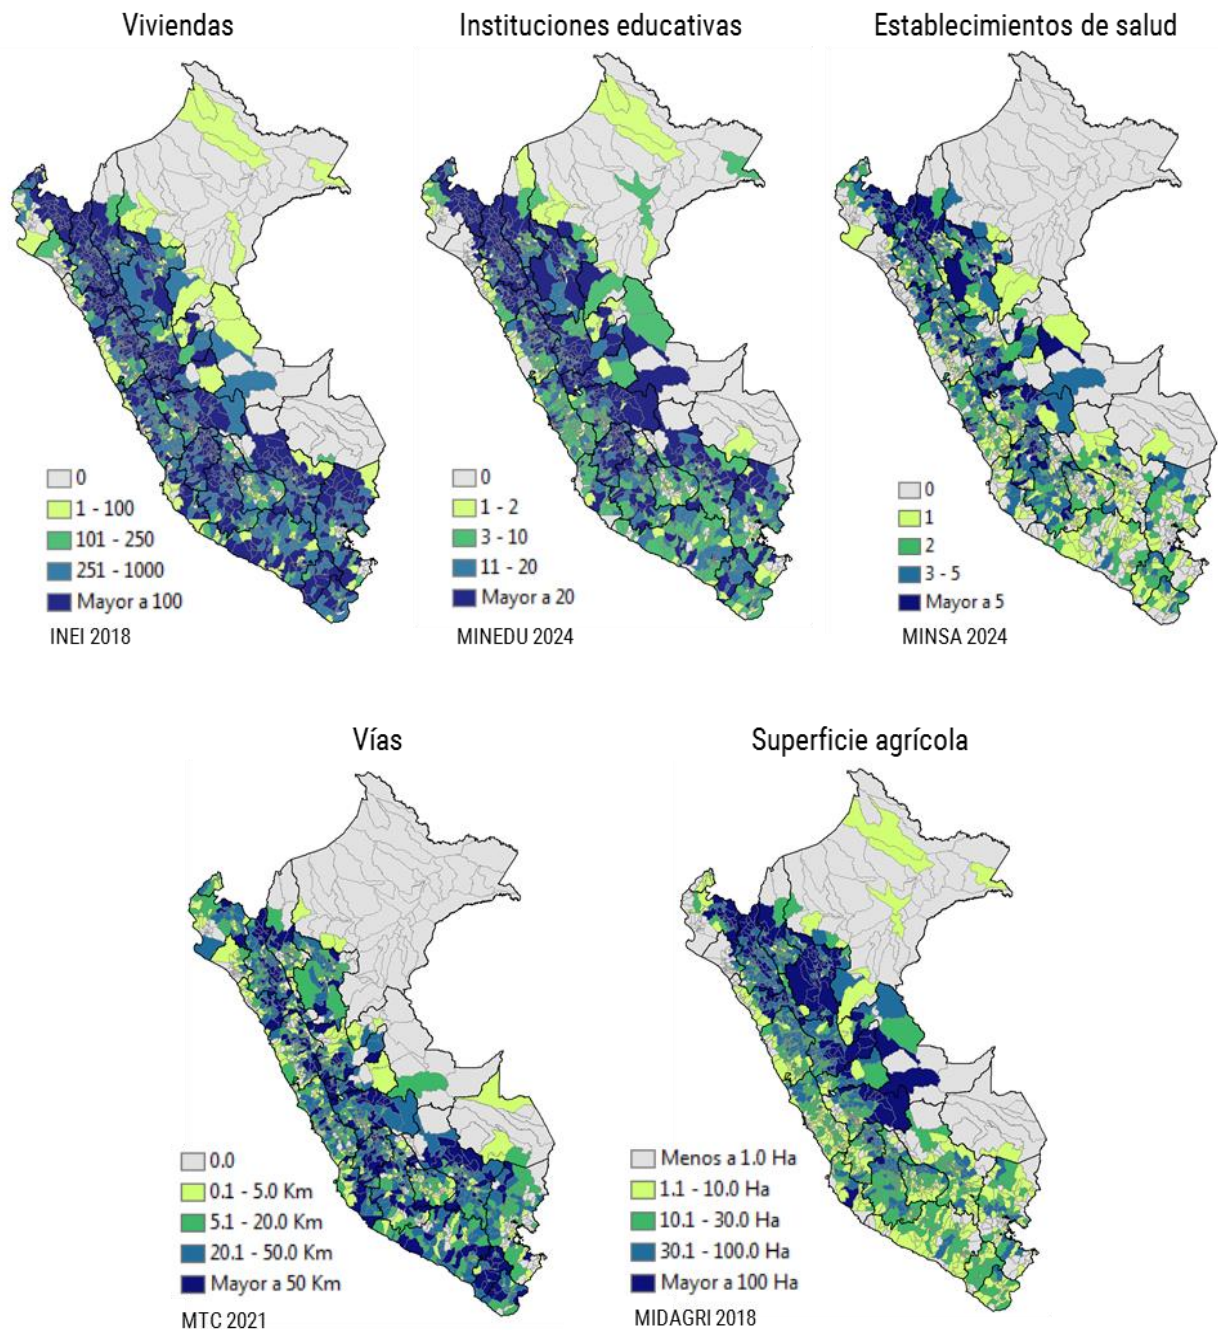 Viviendas
Instituciones educativas
Establecimientos de salud
0
1 - 100
101 - 250
251 - 1000
Mayor a 100
INEI 2018
0
1 - 2
3 - 10
11 - 20
Mayor a 20
MINEDU 2024
0
1
2
3 - 5
Mayor a 5
MINSA 2024
Vías
Superficie agrícola
0.0
0.1 - 5.0 Km
5.1 - 20.0 Km
20.1 - 50.0 Km
Mayor a 50 Km
MTC 2021
Menos a 1.0 Ha
1.1 - 10.0 Ha
10.1 - 30.0 Ha
30.1 - 100.0 Ha
Mayor a 100 Ha
MIDAGRI 2018